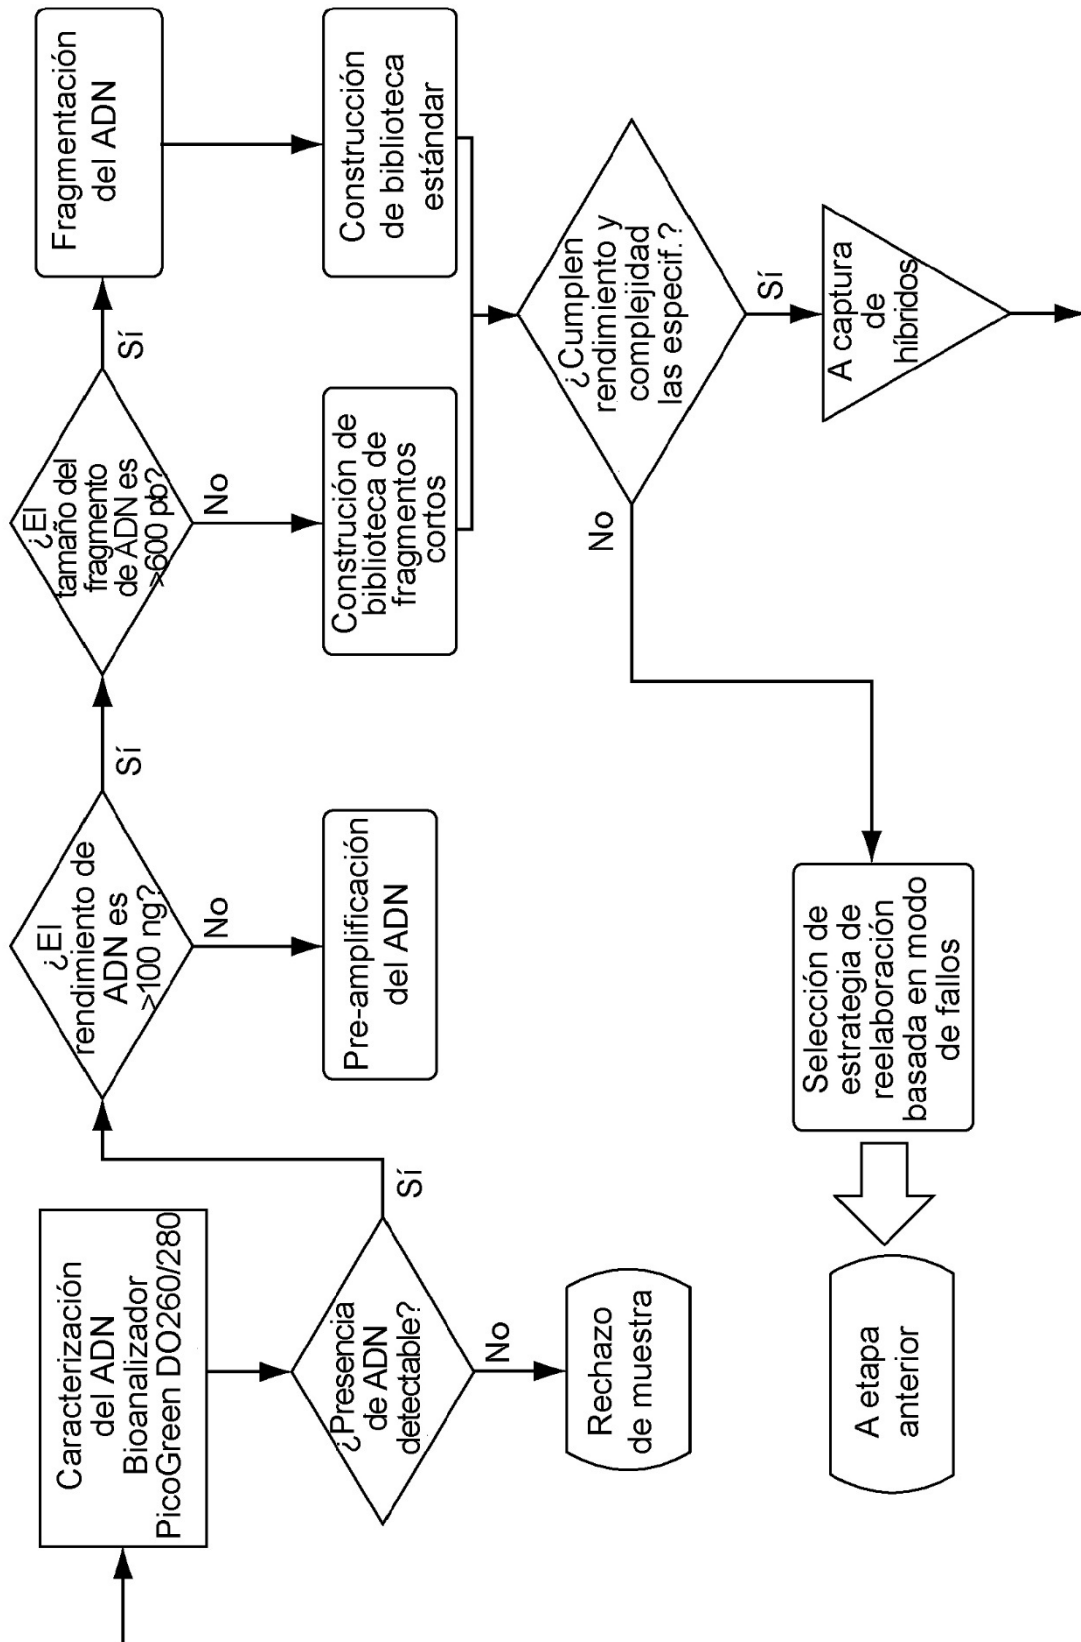 Caracterización
del ADN
Bioanalizador
PicoGreen DO260/280
¿Presencia
de ADN
detectable?
No
Rechazo
de muestra
Sí
¿El
rendimiento de
ADN es
>100 ng?
No
Pre-amplificación
del ADN
Sí
¿El
tamaño del
fragmento
de ADN es
>600 pb?
No
Construción de
biblioteca de
fragmentos
cortos
Sí
Fragmentación
del ADN
Construcción
de biblioteca
estándar
¿Cumplen
rendimiento y
complejidad
las especif.?
Sí
A captura
de
híbridos
No
Selección de
estrategia de
reelaboración
basada en modo
de fallos
A etapa
anterior